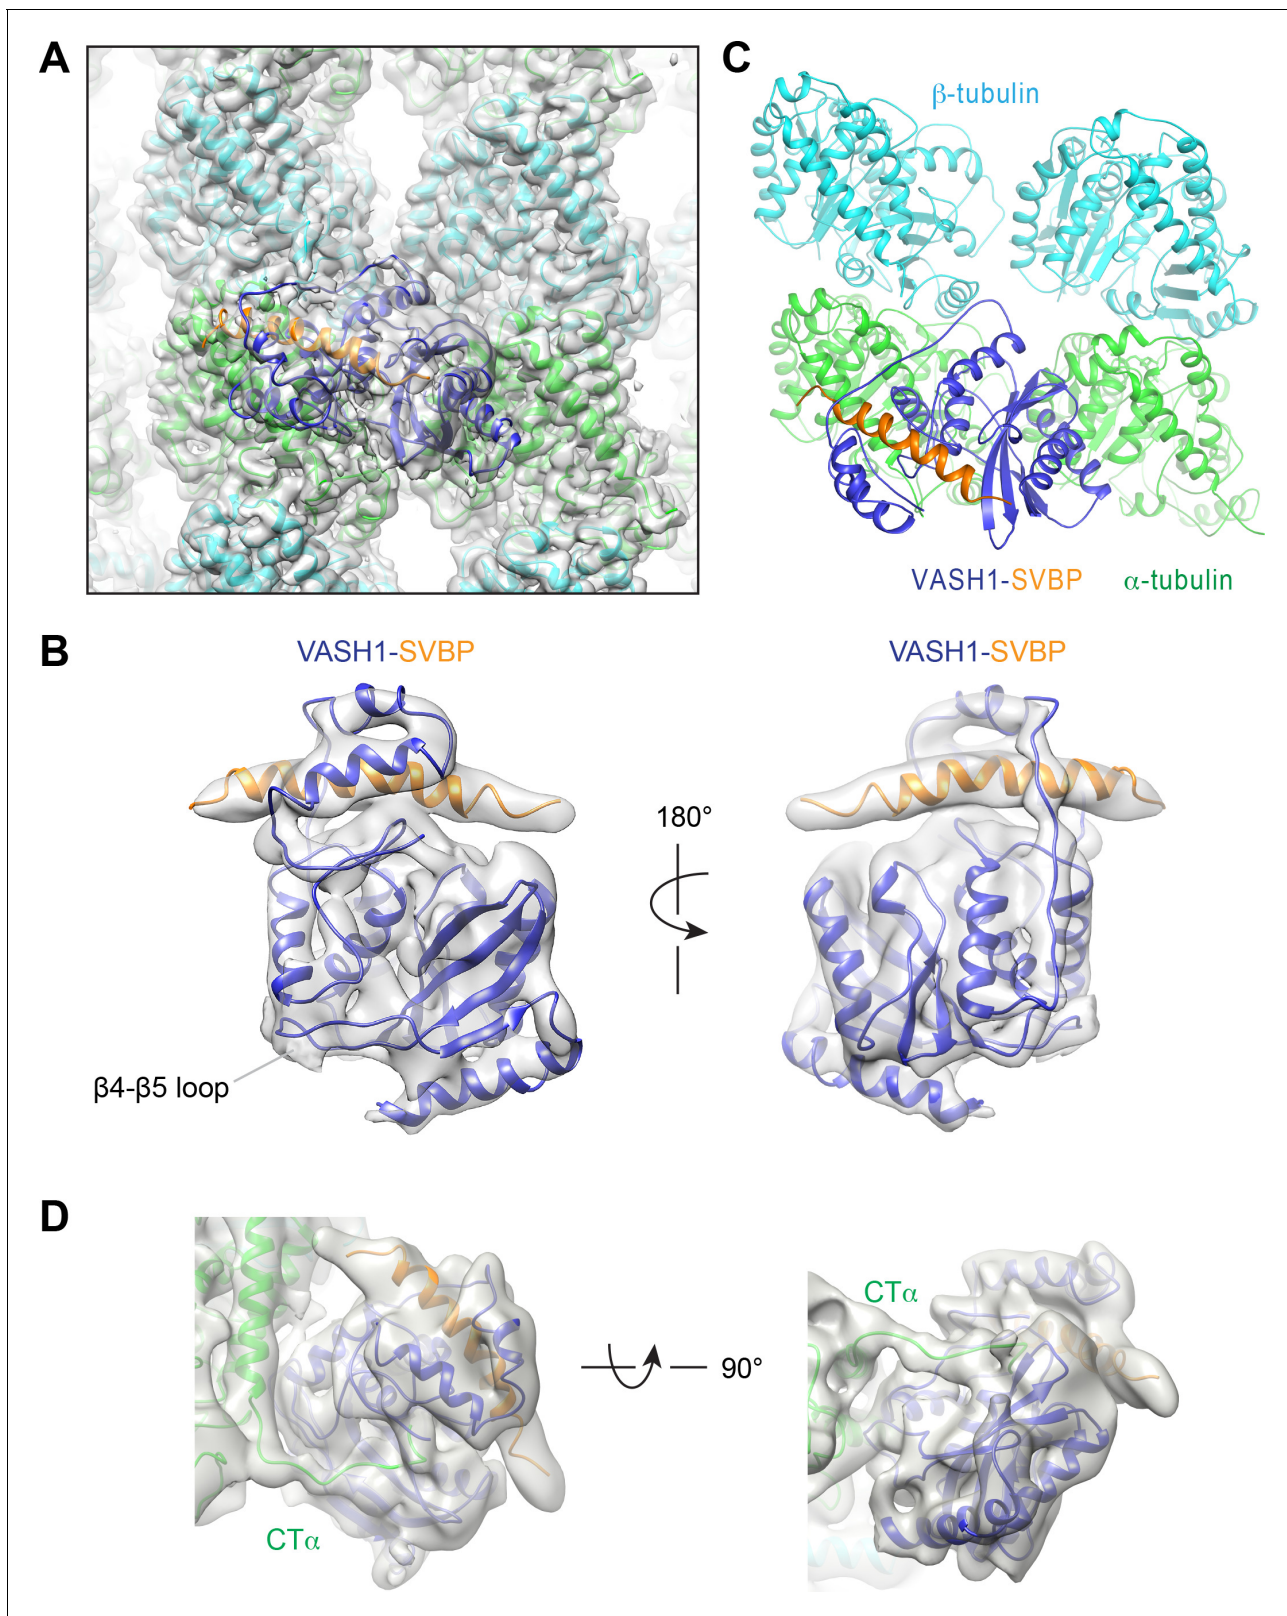 A
C
β-tubulin
VASH1-SVBP
α-tubulin
B
VASH1-SVBP
VASH1-SVBP
180°
β4-β5 loop
D
CTα
90°
CTα